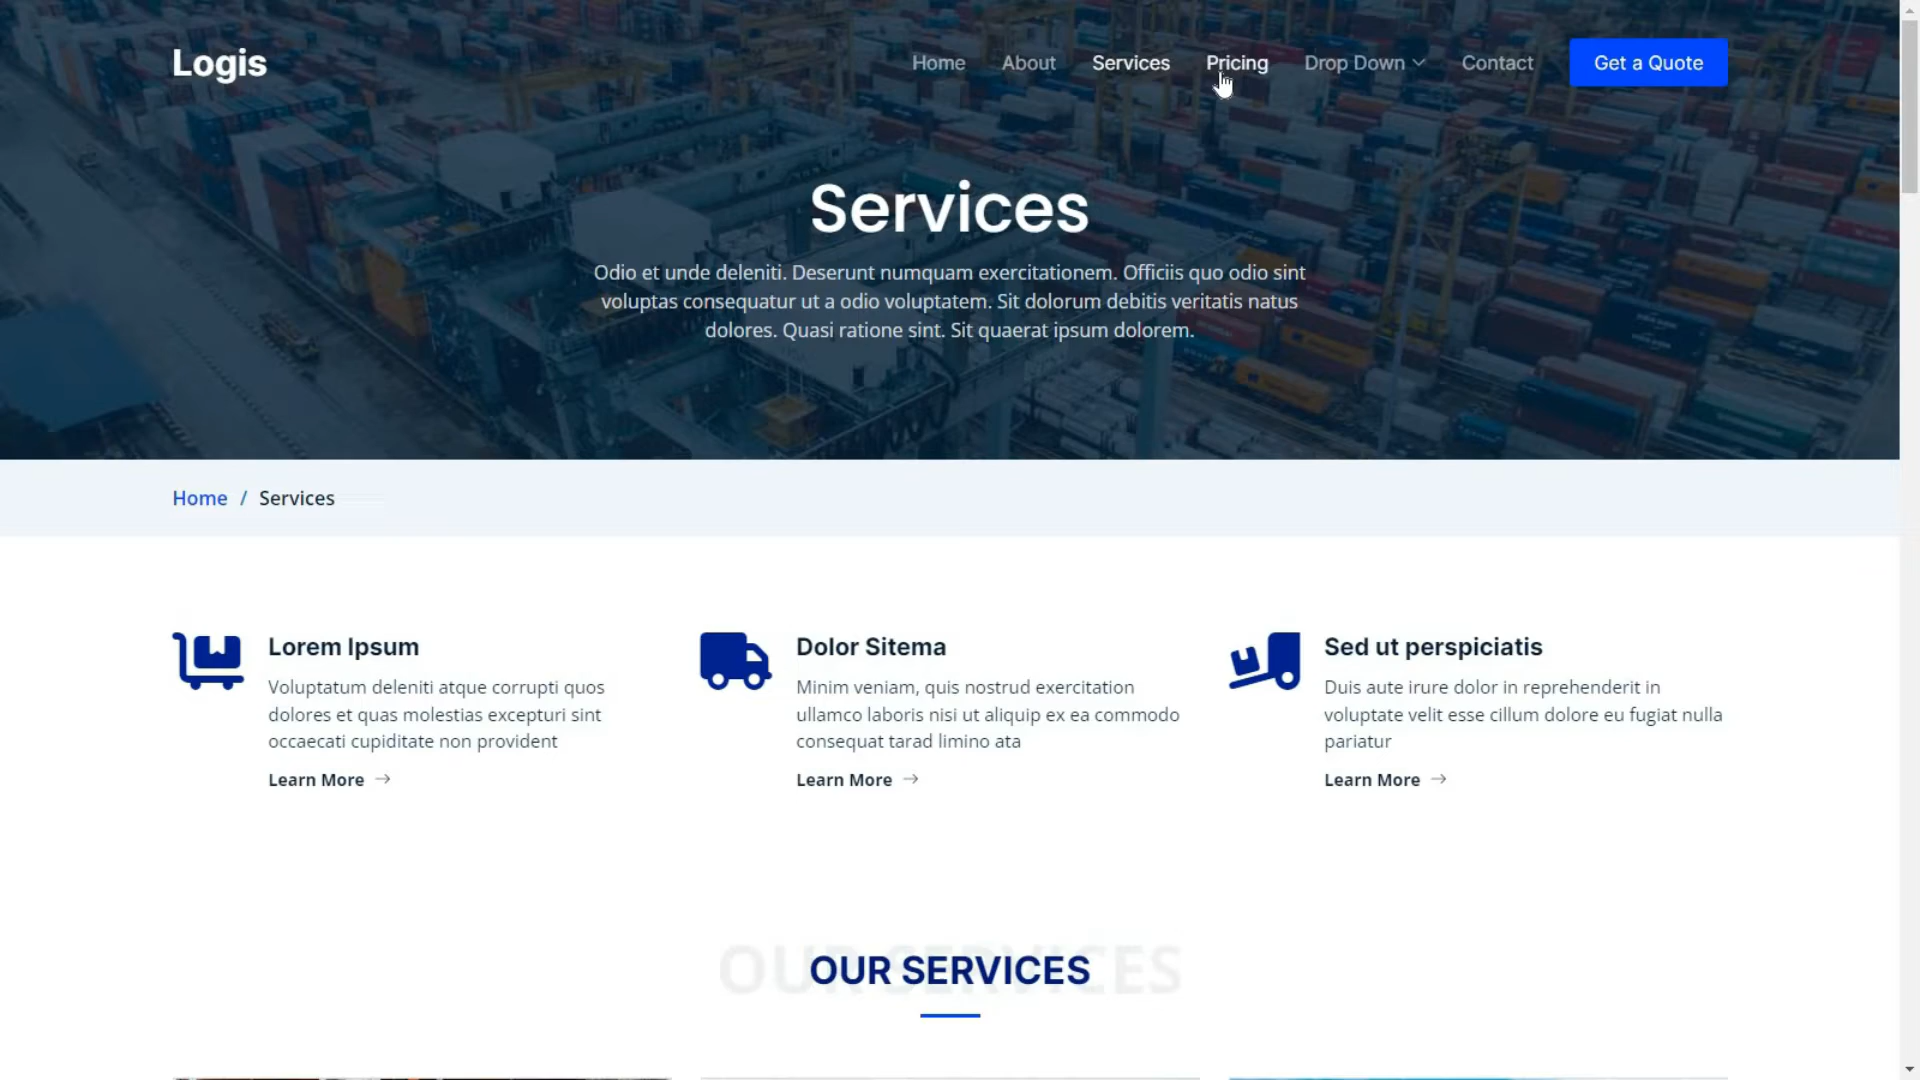 Logis
Home
About
Services
Pricing
Drop Down
Contact
Get a Quote
Services
Odio et unde deleniti. Deserunt numquam exercitationem. Officiis quo odio sint
voluptas consequatur ut a odio voluptatem. Sit dolorum debitis veritatis natus
dolores. Quasi ratione sint. Sit quaerat ipsum dolorem.
Home / Services
Lorem Ipsum
Voluptatum deleniti atque corrupti quos
dolores et quas molestias excepturi sint
occaecati cupiditate non provident
Learn More →
Dolor Sitema
Minim veniam, quis nostrud exercitation
ullamco laboris nisi ut aliquip ex ea commodo
consequat tarad limino ata
Learn More →
Sed ut perspiciatis
Duis aute irure dolor in reprehenderit in
voluptate velit esse cillum dolore eu fugiat nulla
pariatur
Learn More →
OUR SERVICES
OUR SERVICES